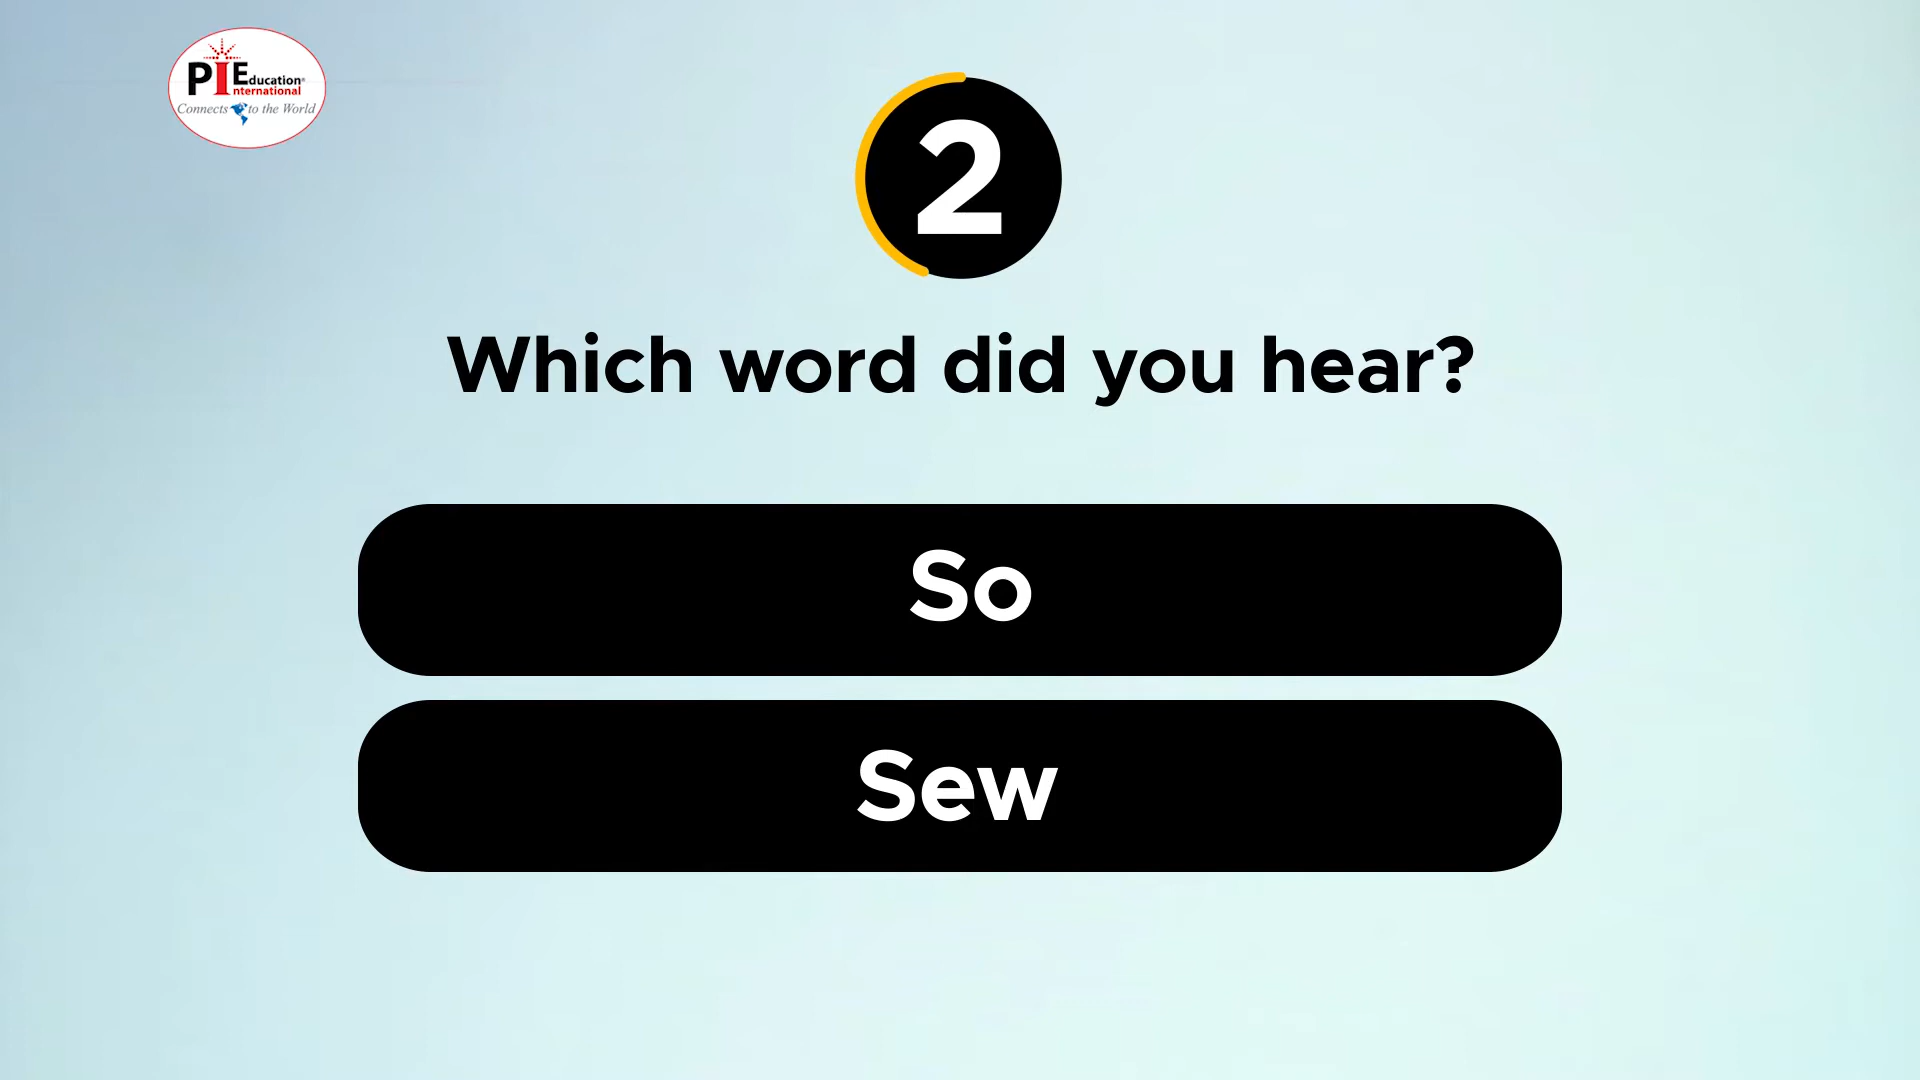 PIEducation®
International
Connects to the World
2
Which word did you hear?
So
Sew